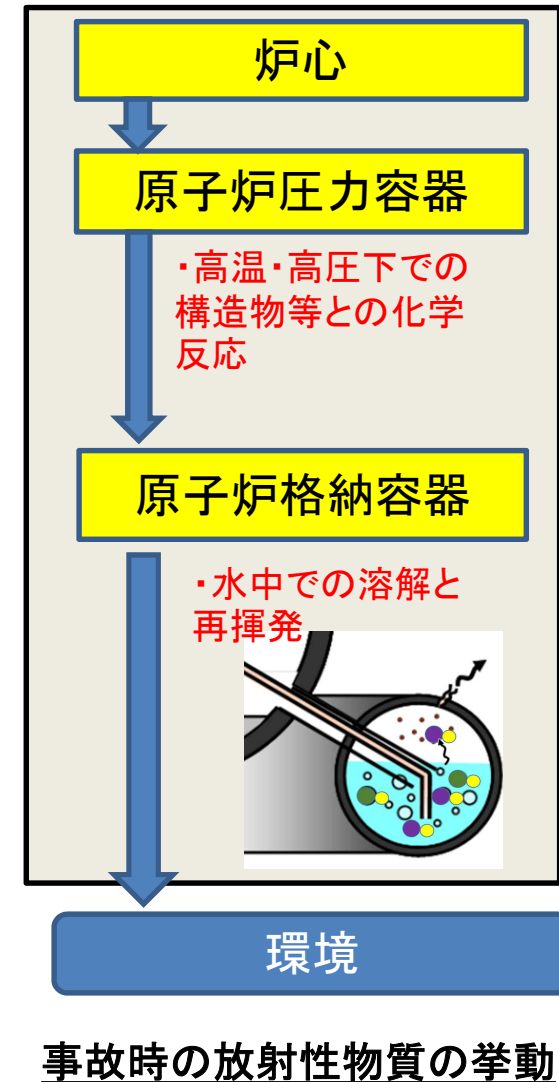 炉心
原子炉圧力容器
・高温・高圧下での
構造物等との化学
反応
原子炉格納容器
・水中での溶解と
再揮発
環境
事故時の放射性物質の挙動